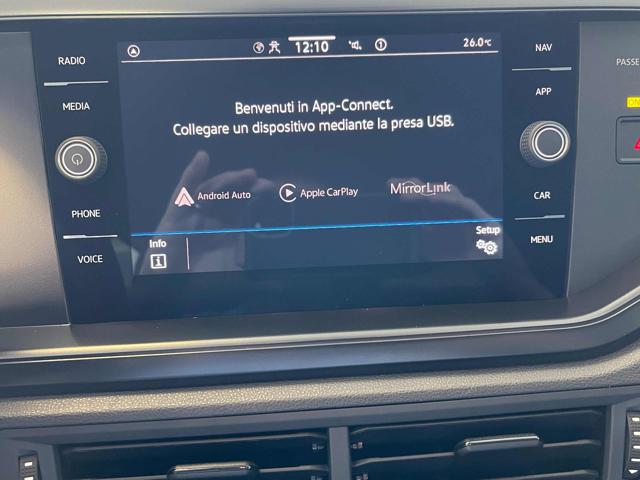 RADIO
MEDIA
PHONE
VOICE
12:10
26.0°C
Benvenuti in App-Connect.
Collegare un dispositivo mediante la presa USB.
Android Auto
Apple CarPlay
MirrorLink
Info
Setup
NAV
APP
CAR
MENU
PASSE
ON